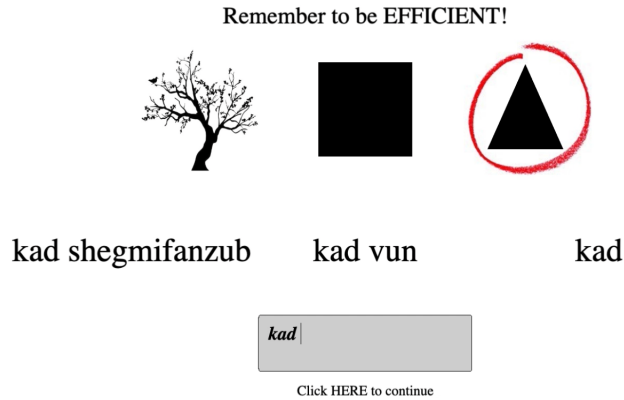 Remember to be EFFICIENT!
kad shegmifanzub kad vun kad
kad
Click HERE to continue